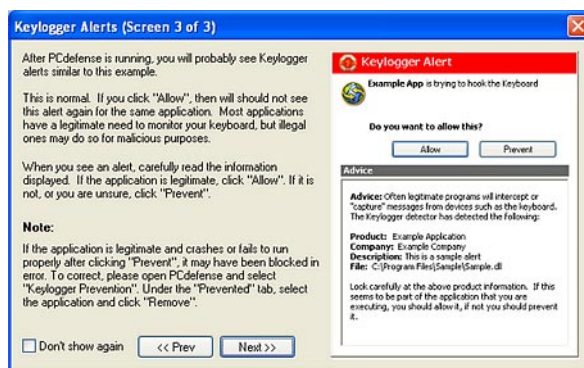 Keylogger Alerts (Screen 3 of 3)
After PCdefense is running, you will probably see Keylogger
alerts similar to this example.
This is normal. If you click "Allow", then will should not see
this alert again for the same application. Most applications
have a legitimate need to monitor your keyboard, but illegal
ones may do so for malicious purposes.
When you see an alert, carefully read the information
displayed. If the application is legitimate, click "Allow". If it is
not, or you are unsure, click "Prevent".
Note:
If the application is legitimate and crashes or fails to run
properly after clicking "Prevent", it may have been blocked in
error. To correct, please open PCdefense and select
"Keylogger Prevention". Under the "Prevented" tab, select
the application and click "Remove".
Don't show again
<< Prev
Next >>
Keylogger Alert
Example App is trying to hook the Keyboard
Do you want to allow this?
Allow
Prevent
Advice
Advice: Often legitimate programs will intercept or
"capture" messages from devices such as the keyboard.
The Keylogger detector has detected the following:
Product: Example Application
Company: Example Company
Description: This is a sample alert
File: C:\Program Files\Sample\Sample.dl
Look carefully at the above product information. If this
seems to be part of the application that you are
executing, you should allow it, if not you should prevent
it.